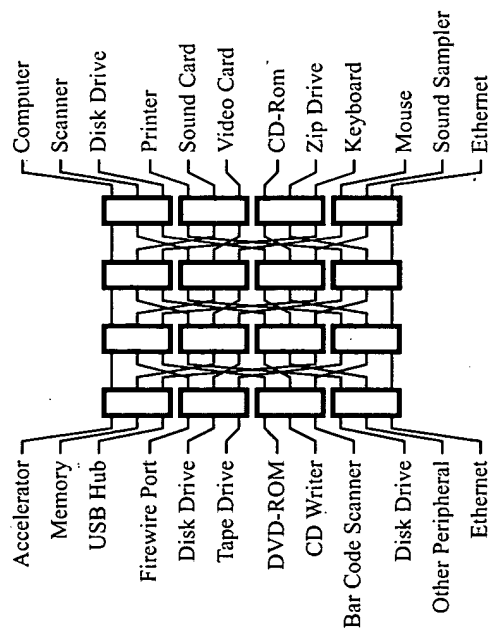 Computer
Scanner
Disk Drive
Printer
Sound Card
Video Card
CD-Rom
Zip Drive
Keyboard
Mouse
Sound Sampler
Ethernet
Accelerator
Memory
USB Hub
Firewire Port
Disk Drive
Tape Drive
DVD-ROM
CD Writer
Bar Code Scanner
Disk Drive
Other Peripheral
Ethernet